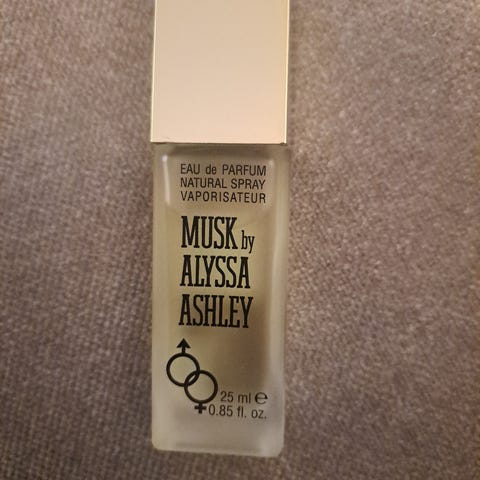 EAU de PARFUM
NATURAL SPRAY
VAPORISATEUR
MUSK by
ALYSSA
ASHLEY
25 ml ℮
0.85 fl. oz.